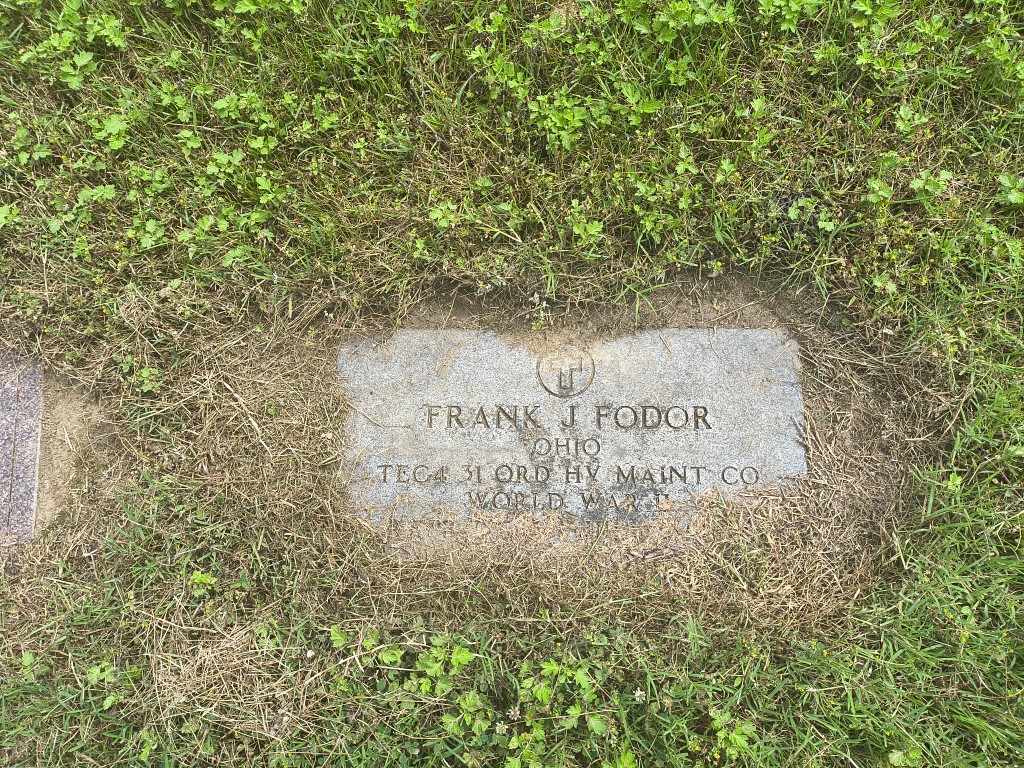 FRANK J FODOR
OHIO
TEC4 31 ORD HV MAINT CO
WORLD WAR II